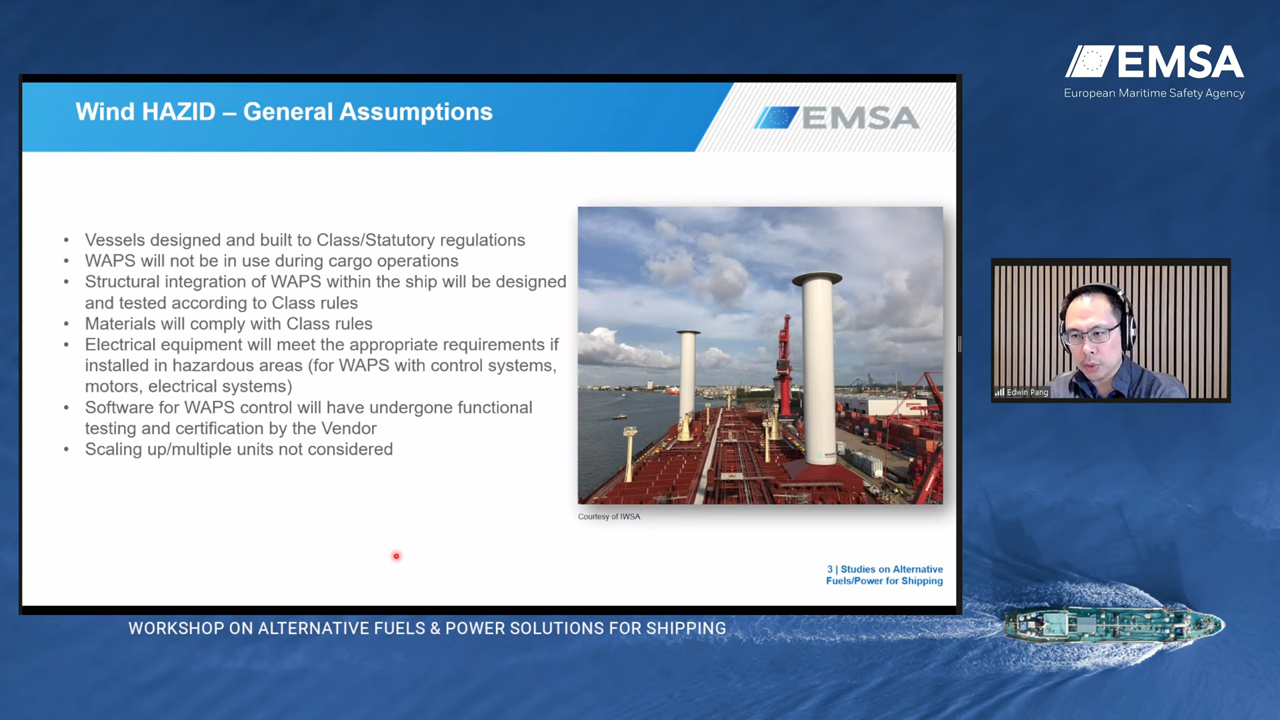 EMSA
European Maritime Safety Agency
Wind HAZID – General Assumptions
EMSA
• Vessels designed and built to Class/Statutory regulations
• WAPS will not be in use during cargo operations
• Structural integration of WAPS within the ship will be designed
and tested according to Class rules
• Materials will comply with Class rules
• Electrical equipment will meet the appropriate requirements if
installed in hazardous areas (for WAPS with control systems,
motors, electrical systems)
• Software for WAPS control will have undergone functional
testing and certification by the Vendor
• Scaling up/multiple units not considered
Courtesy of IWSA
3 | Studies on Alternative
Fuels/Power for Shipping
Edwin Pang
WORKSHOP ON ALTERNATIVE FUELS & POWER SOLUTIONS FOR SHIPPING